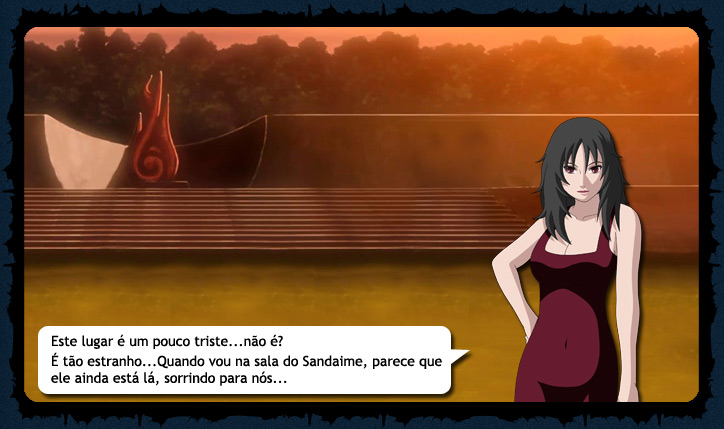 Este lugar é um pouco triste...não é?
É tão estranho...Quando vou na sala do Sandaime, parece que
ele ainda está lá, sorrindo para nós...